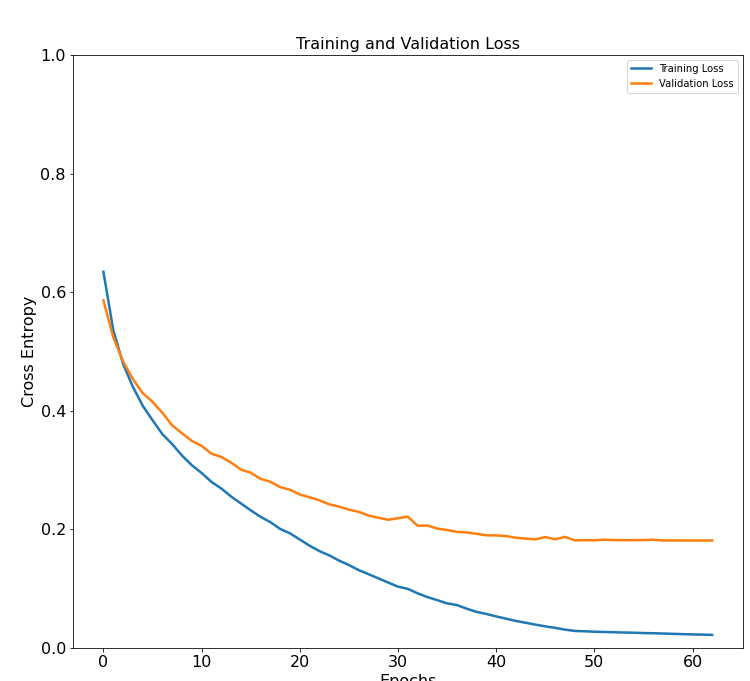 Training and Validation Loss
Training Loss
Validation Loss
1.0
0.8
0.6
0.4
0.2
0.0
Cross Entropy
0 10 20 30 40 50 60
Epochs